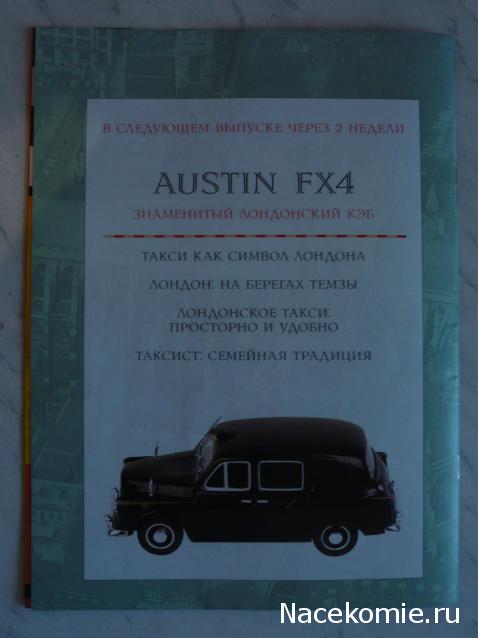 В СЛЕДУЮЩЕМ ВЫПУСКЕ ЧЕРЕЗ 2 НЕДЕЛИ
AUSTIN FX4
ЗНАМЕНИТЫЙ ЛОНДОНСКИЙ КЭБ
ТАКСИ КАК СИМВОЛ ЛОНДОНА
ЛОНДОН: НА БЕРЕГАХ ТЕМЗЫ
ЛОНДОНСКОЕ ТАКСИ:
ПРОСТОРНО И УДОБНО
ТАКСИСТ: СЕМЕЙНАЯ ТРАДИЦИЯ
Nacekomie.ru